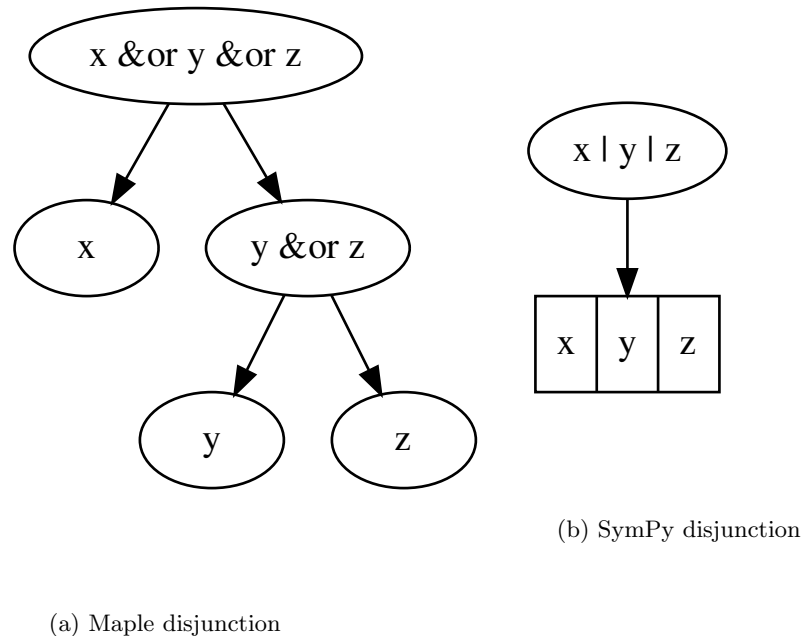 x &or y &or z
x
y &or z
y
z
(a) Maple disjunction
x | y | z
x y z
(b) SymPy disjunction